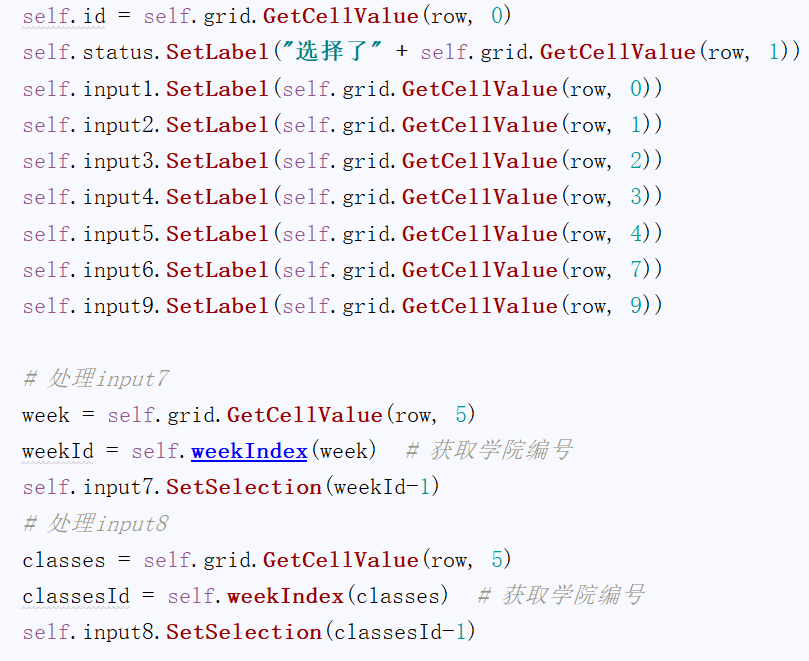 self.id = self.grid.GetCellValue(row, 0)
self.status.SetLabel("选择了" + self.grid.GetCellValue(row, 1))
self.input1.SetLabel(self.grid.GetCellValue(row, 0))
self.input2.SetLabel(self.grid.GetCellValue(row, 1))
self.input3.SetLabel(self.grid.GetCellValue(row, 2))
self.input4.SetLabel(self.grid.GetCellValue(row, 3))
self.input5.SetLabel(self.grid.GetCellValue(row, 4))
self.input6.SetLabel(self.grid.GetCellValue(row, 7))
self.input9.SetLabel(self.grid.GetCellValue(row, 9))
# 处理input7
week = self.grid.GetCellValue(row, 5)
weekId = self.weekIndex(week)  # 获取学院编号
self.input7.SetSelection(weekId-1)
# 处理input8
classes = self.grid.GetCellValue(row, 5)
classesId = self.weekIndex(classes)  # 获取学院编号
self.input8.SetSelection(classesId-1)